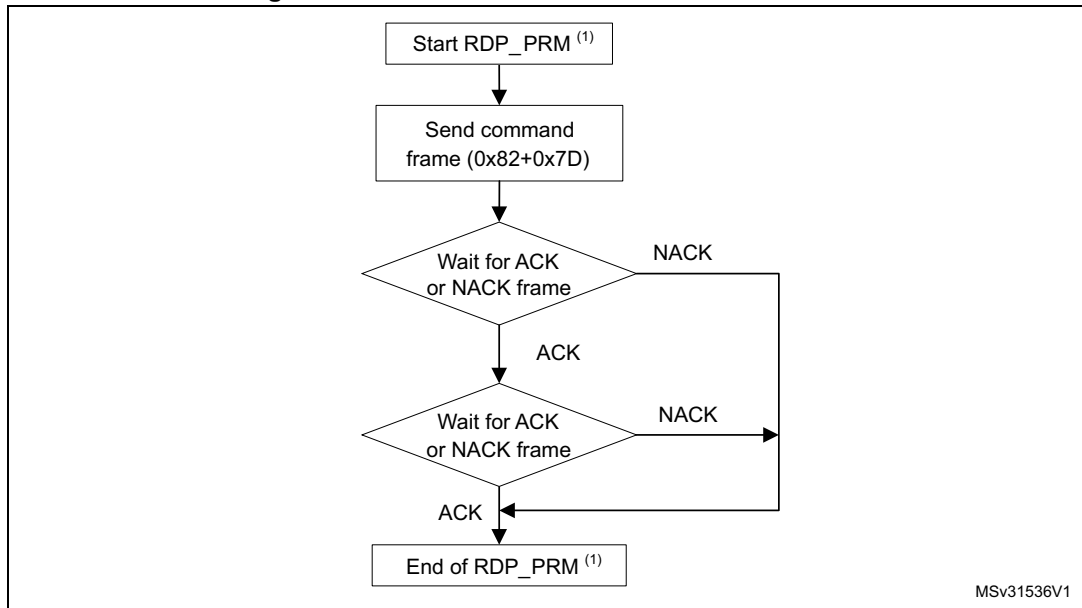 Start RDP_PRM (1)
Send command
frame (0x82+0x7D)
Wait for ACK
or NACK frame
NACK
ACK
Wait for ACK
or NACK frame
NACK
ACK
End of RDP_PRM (1)
MSv31536V1